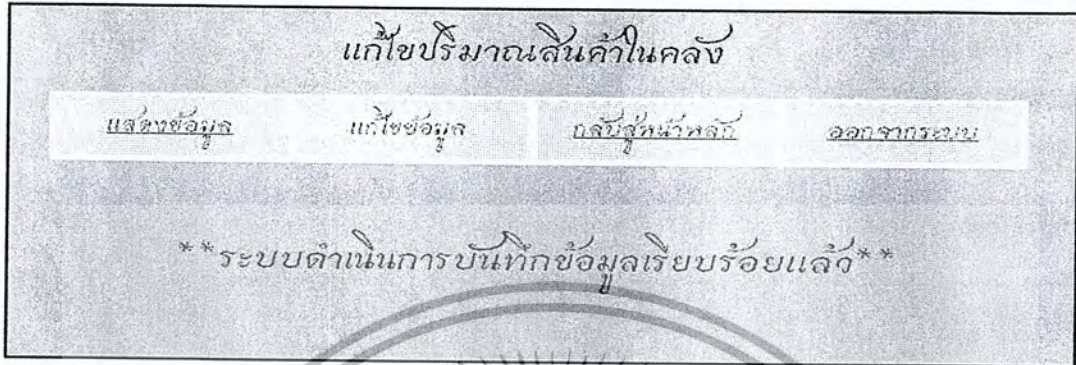 แก้ไขปริมาณสินค้าในคลัง
แสดงข้อมูล แก้ไขข้อมูล กลับสู่หน้าหลัก ออกจากระบบ
**ระบบดำเนินการบันทึกข้อมูลเรียบร้อยแล้ว**